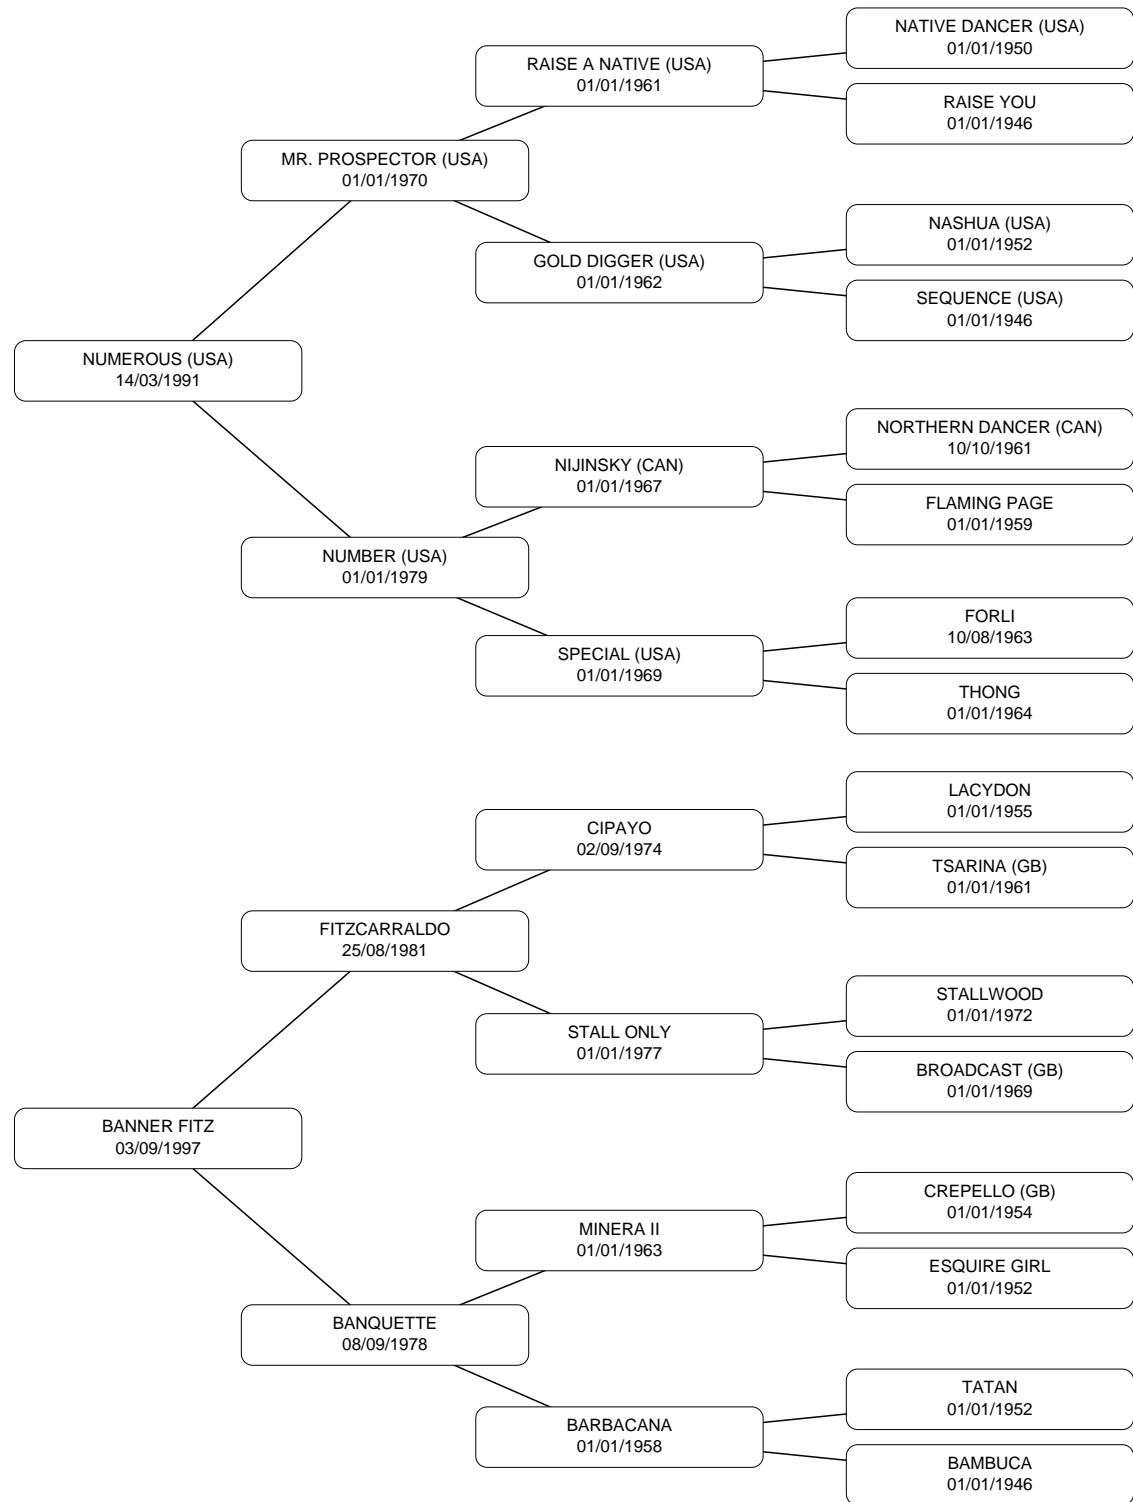 NATIVE DANCER (USA)
01/01/1950
RAISE A NATIVE (USA)
01/01/1961
RAISE YOU
01/01/1946
MR. PROSPECTOR (USA)
01/01/1970
NASHUA (USA)
01/01/1952
GOLD DIGGER (USA)
01/01/1962
SEQUENCE (USA)
01/01/1946
NUMEROUS (USA)
14/03/1991
NORTHERN DANCER (CAN)
10/10/1961
NIJINSKY (CAN)
01/01/1967
FLAMING PAGE
01/01/1959
NUMBER (USA)
01/01/1979
FORLI
10/08/1963
SPECIAL (USA)
01/01/1969
THONG
01/01/1964
LACYDON
01/01/1955
CIPAYO
02/09/1974
TSARINA (GB)
01/01/1961
FITZCARRALDO
25/08/1981
STALLWOOD
01/01/1972
STALL ONLY
01/01/1977
BROADCAST (GB)
01/01/1969
BANNER FITZ
03/09/1997
CREPELLO (GB)
01/01/1954
MINERA II
01/01/1963
ESQUIRE GIRL
01/01/1952
BANQUETTE
08/09/1978
TATAN
01/01/1952
BARBACANA
01/01/1958
BAMBUCA
01/01/1946